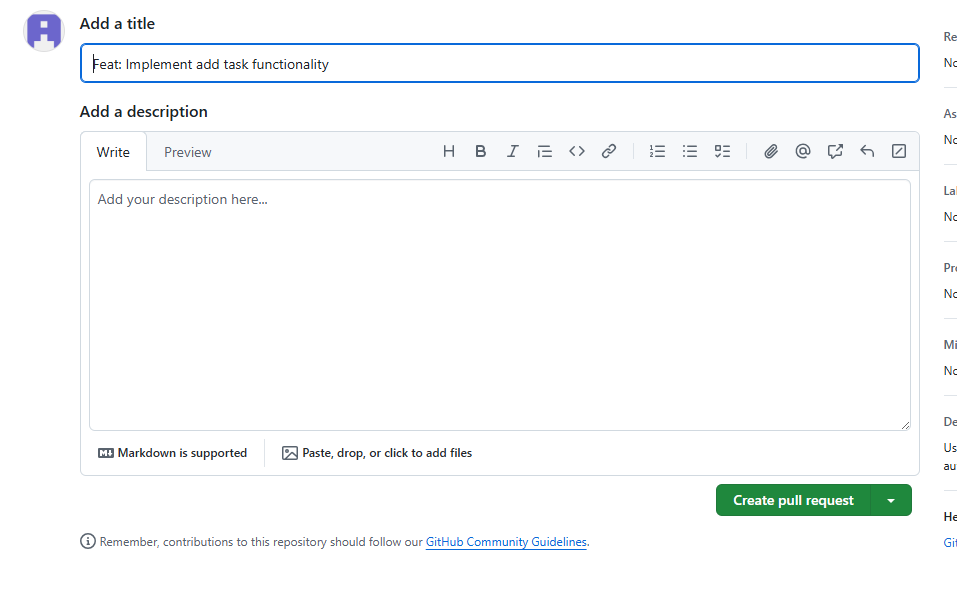 Add a title
Feat: Implement add task functionality
Add a description
Write Preview
Add your description here...
Markdown is supported Paste, drop, or click to add files
Create pull request
Remember, contributions to this repository should follow our GitHub Community Guidelines.
Re
No
As
No
La
No
Pr
No
Mi
No
De
Us
au
He
Git